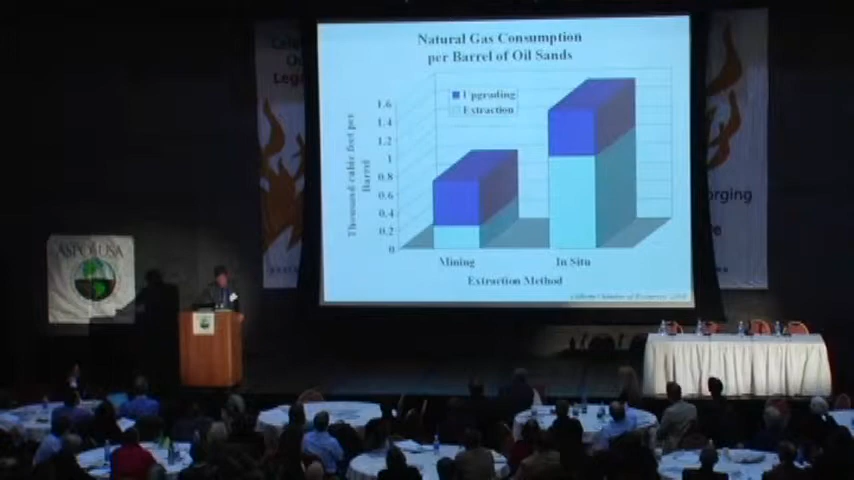 Natural Gas Consumption
per Barrel of Oil Sands
Upgrading
Extraction
Thousand cubic feet per
Barrel
1.6
1.4
1.2
1
0.8
0.6
0.4
0.2
0
Mining
In Situ
Extraction Method
ASPO USA
orging